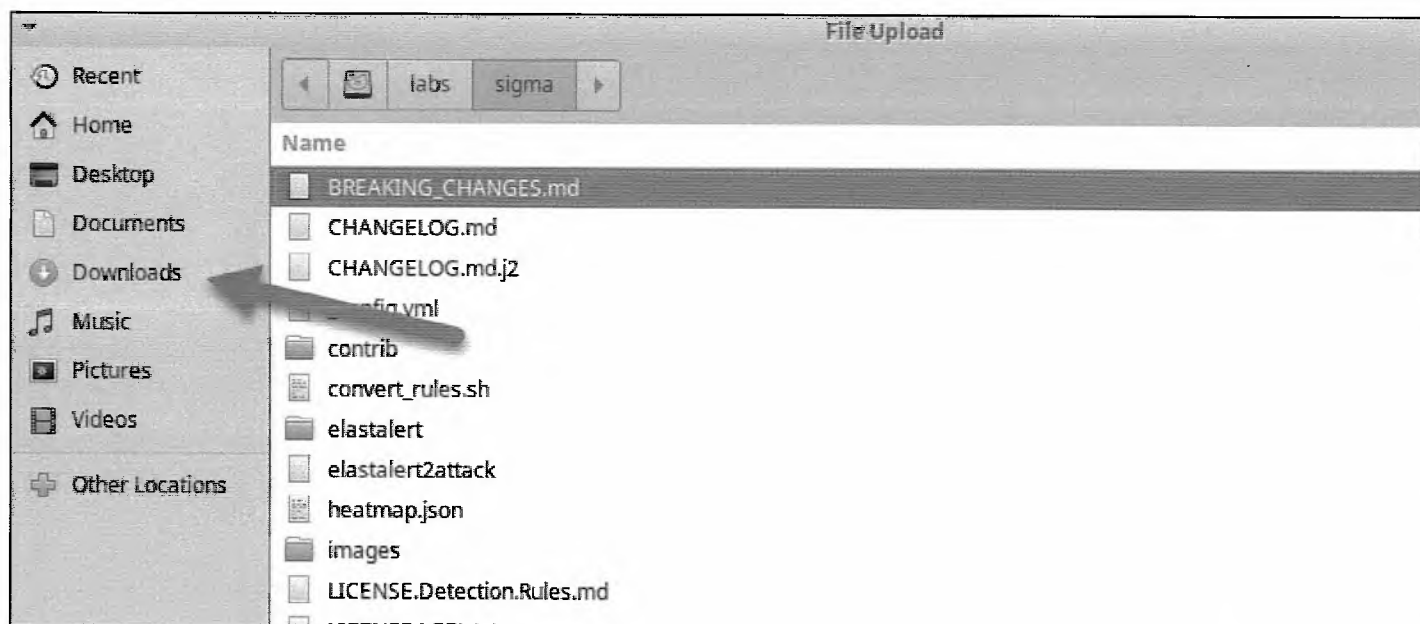 File Upload
Recent
Home
Desktop
Documents
Downloads
Music
Pictures
Videos
Other Locations
labs
sigma
Name
BREAKING_CHANGES.md
CHANGELOG.md
CHANGELOG.md.j2
contrib
convert_rules.sh
elastalert
elastalert2attack
heatmap.json
images
LICENSE.Detection.Rules.md